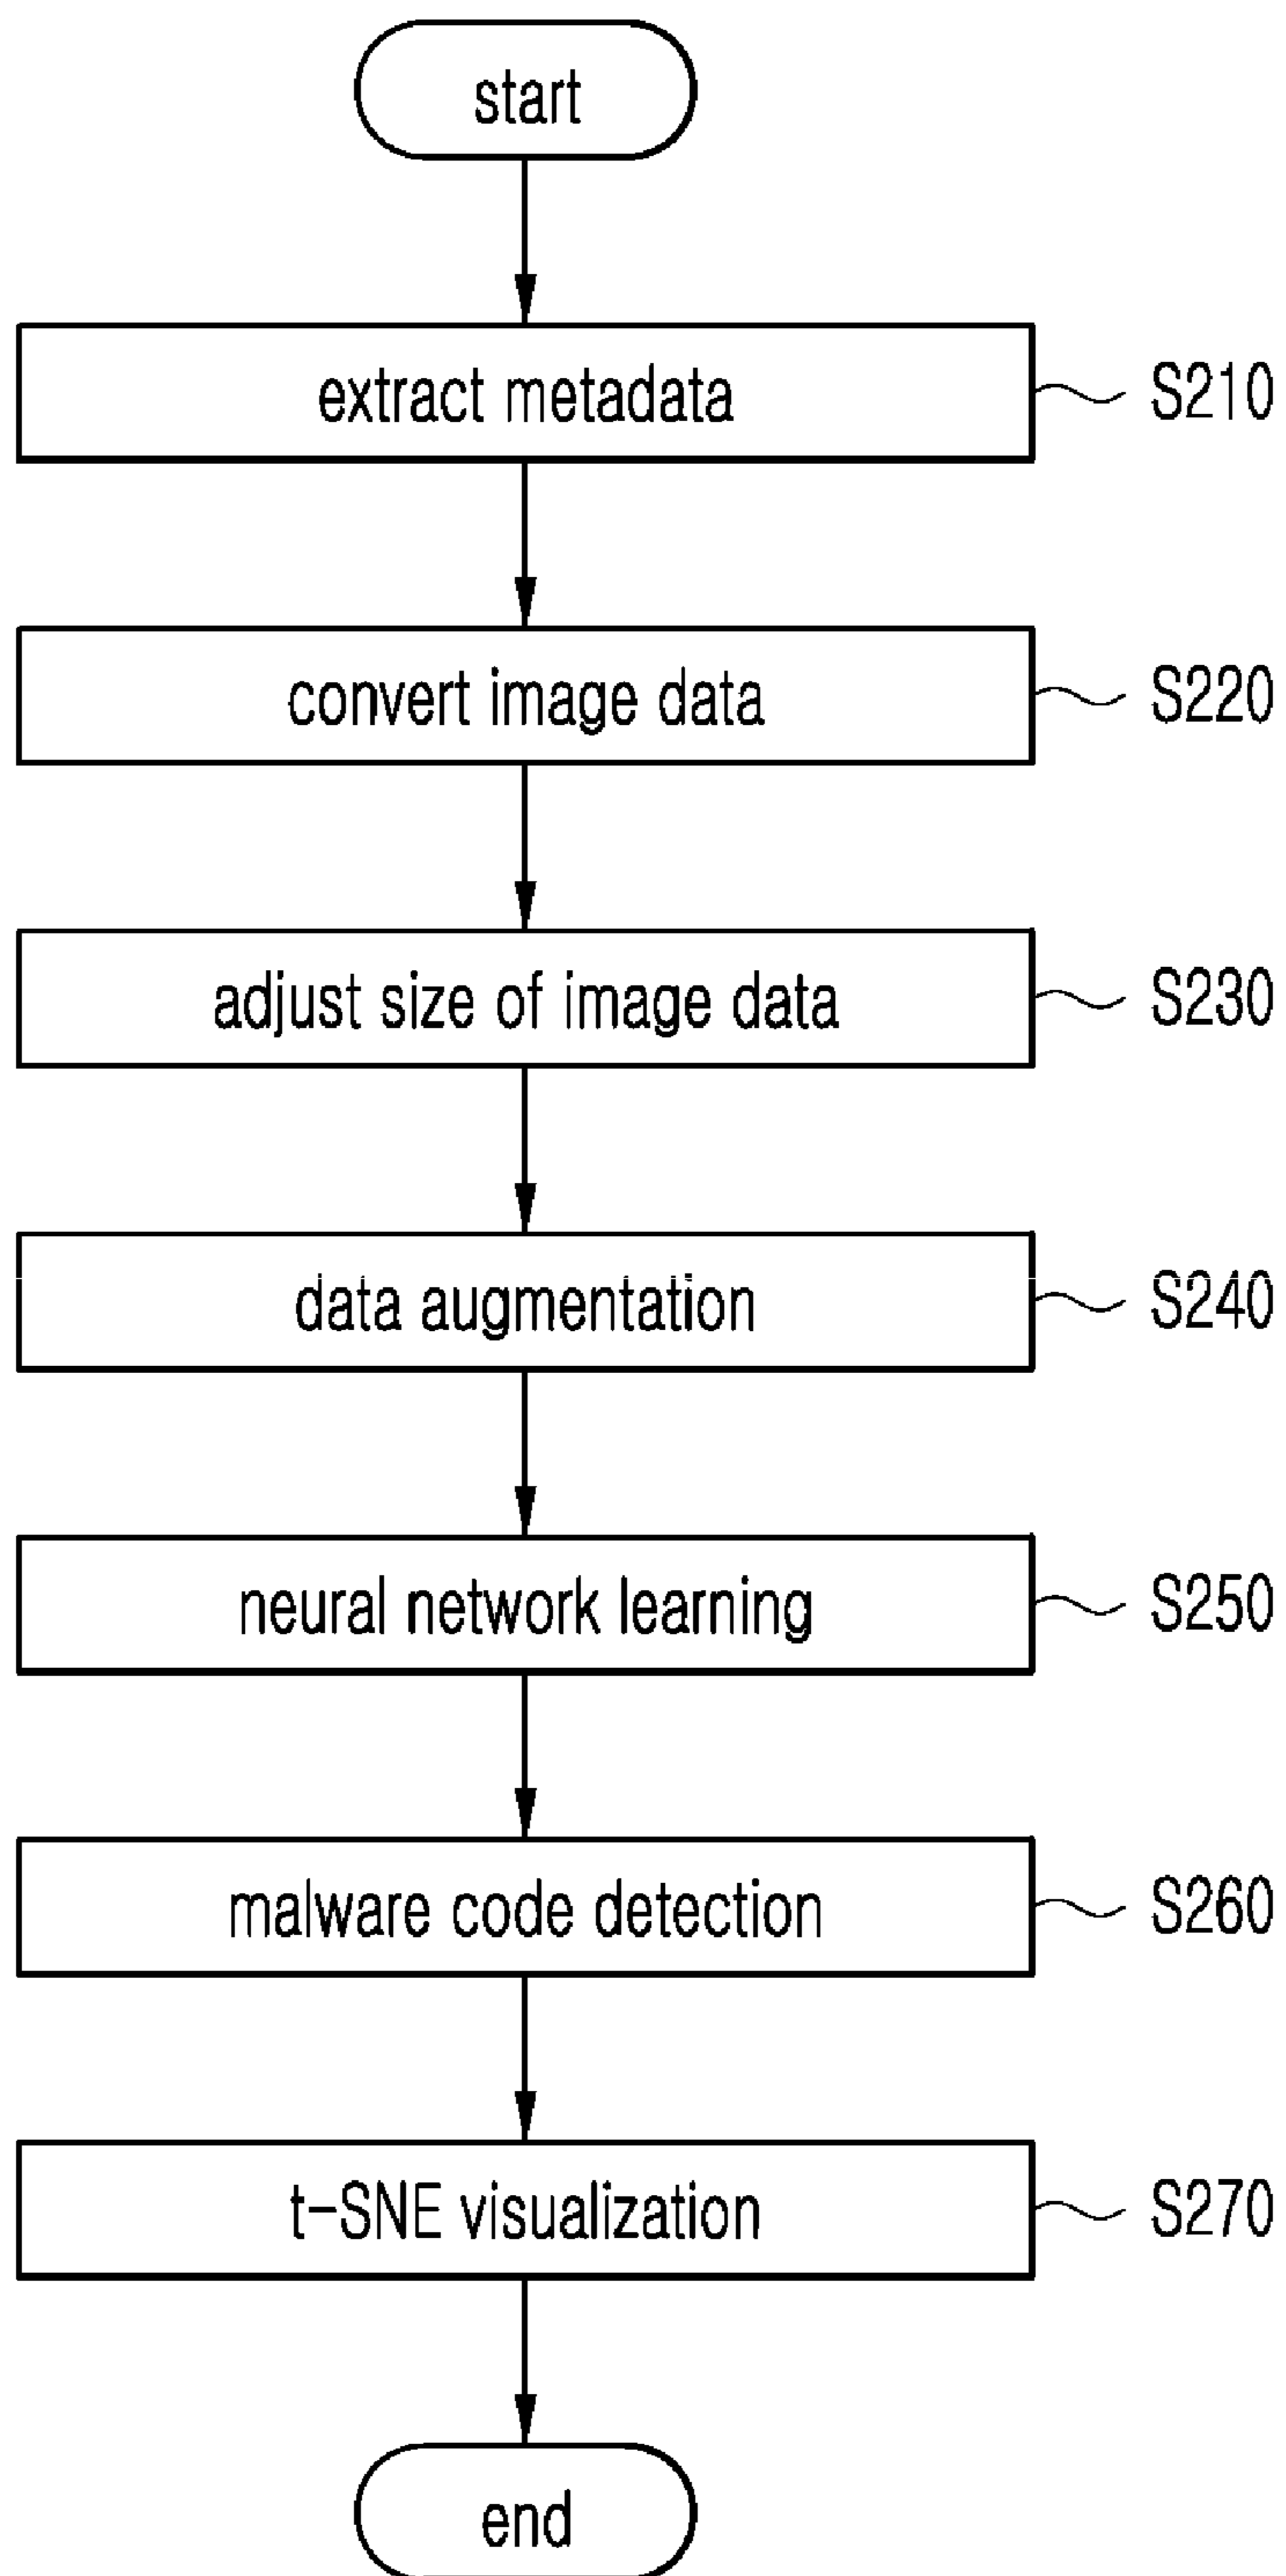 start
extract metadata S210
convert image data S220
adjust size of image data S230
data augmentation S240
neural network learning S250
malware code detection S260
t-SNE visualization S270
end